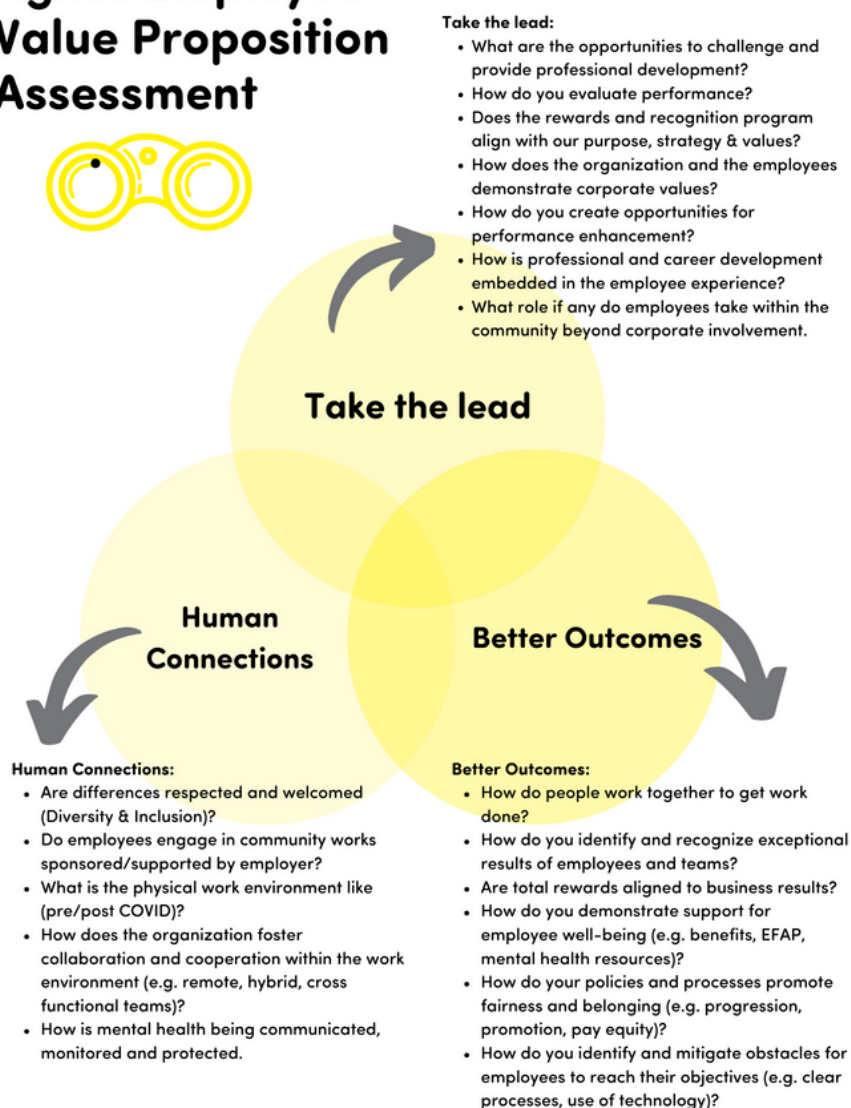 Value Proposition
Assessment
Take the lead:
• What are the opportunities to challenge and
provide professional development?
• How do you evaluate performance?
• Does the rewards and recognition program
align with our purpose, strategy & values?
• How does the organization and the employees
demonstrate corporate values?
• How do you create opportunities for
performance enhancement?
• How is professional and career development
embedded in the employee experience?
• What role if any do employees take within the
community beyond corporate involvement.
Take the lead
Human
Connections
Better Outcomes
Human Connections:
• Are differences respected and welcomed
(Diversity & Inclusion)?
• Do employees engage in community works
sponsored/supported by employer?
• What is the physical work environment like
(pre/post COVID)?
• How does the organization foster
collaboration and cooperation within the work
environment (e.g. remote, hybrid, cross
functional teams)?
• How is mental health being communicated,
monitored and protected.
Better Outcomes:
• How do people work together to get work
done?
• How do you identify and recognize exceptional
results of employees and teams?
• Are total rewards aligned to business results?
• How do you demonstrate support for
employee well-being (e.g. benefits, EFAP,
mental health resources)?
• How do your policies and processes promote
fairness and belonging (e.g. progression,
promotion, pay equity)?
• How do you identify and mitigate obstacles for
employees to reach their objectives (e.g. clear
processes, use of technology)?